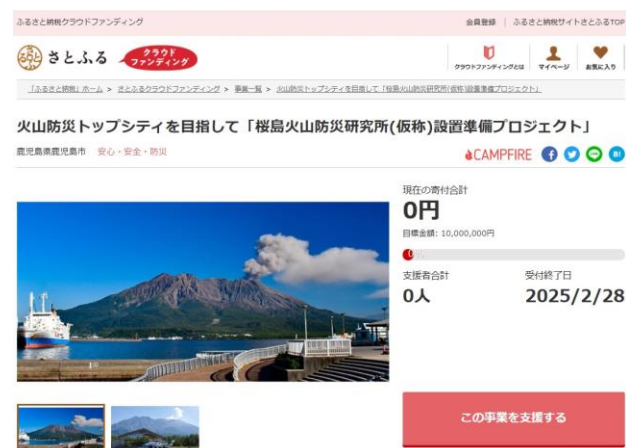 ふるさと納税クラウドファンディング
会員登録 | ふるさと納税サイトさとふるTOP
ふると さとふる クラウドファンディング
クラウドファンディングとは マイページ お気に入り
「ふるさと納税」ホーム > さとふるクラウドファンディング > 事業一覧 > 火山防災トップシティを目指して「桜島火山防災研究所(仮称)設置準備プロジェクト」
火山防災トップシティを目指して「桜島火山防災研究所(仮称)設置準備プロジェクト」
鹿児島県鹿児島市 安心・安全・防災
CAMPFIRE
現在の寄付合計
0円
目標金額: 10,000,000円
0%
支援者合計 受付終了日
0人 2025/2/28
この事業を支援する